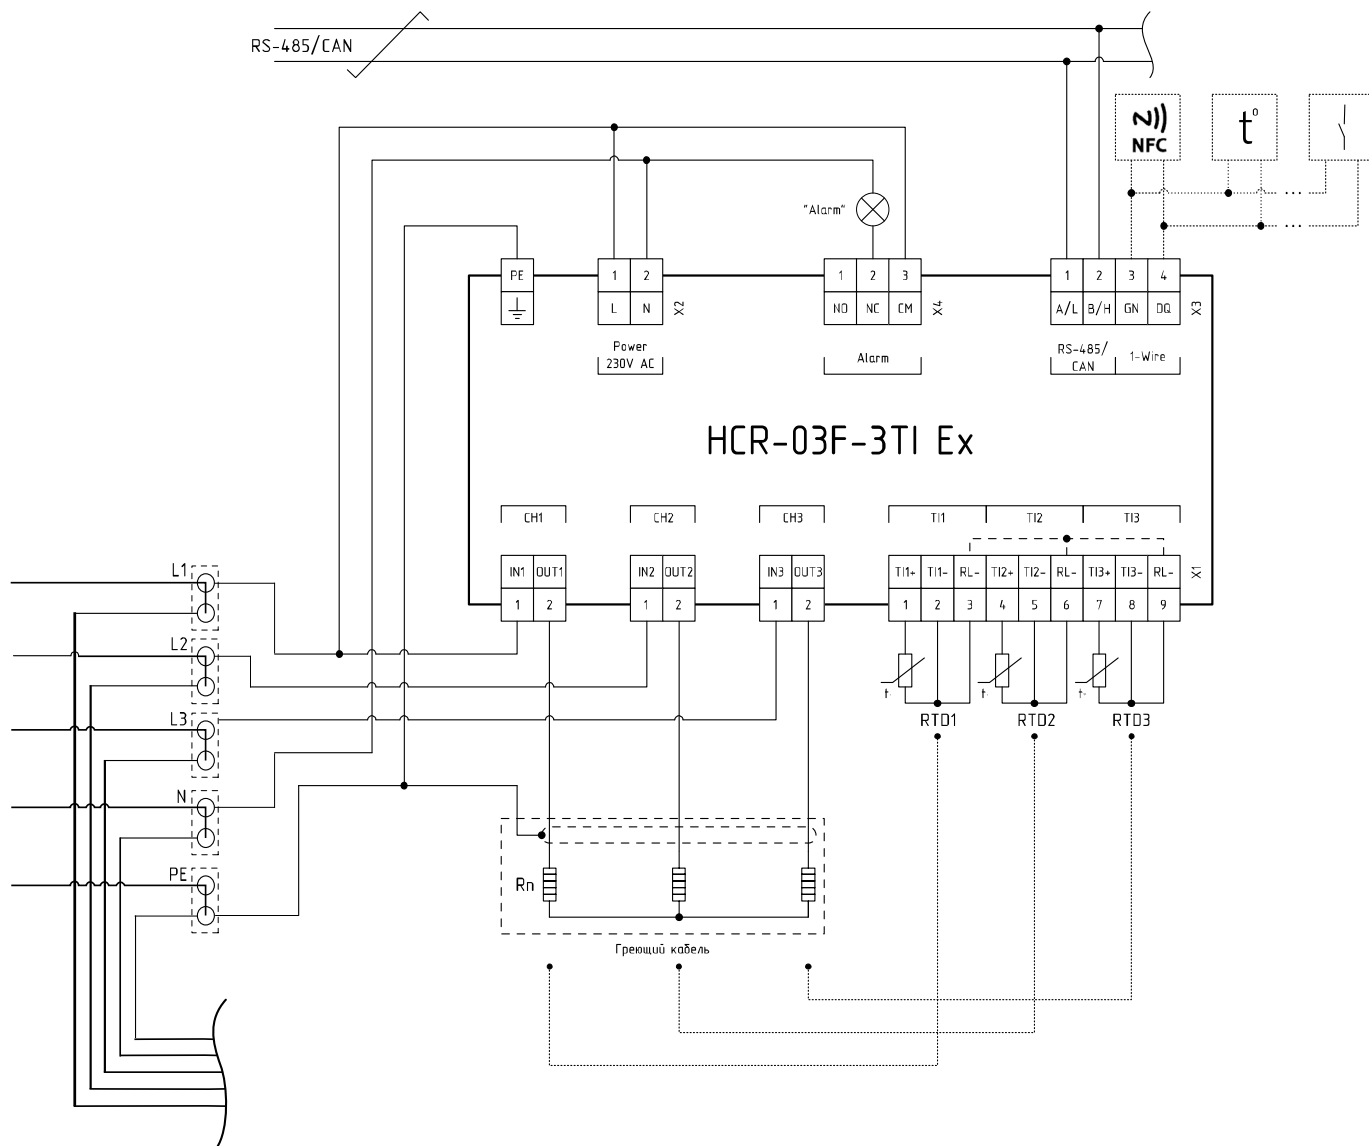 RS-485/CAN
NFC
t°
"Alarm"
PE 1 2 1 2 3 1 2 3 4
L N X2 NO NC CM X4 A/L B/H GN DQ X3
Power
230V AC
Alarm
RS-485/
CAN
1-Wire
HCR-03F-3TI Ex
CH1 CH2 CH3 TI1 TI2 TI3
IN1 OUT1 IN2 OUT2 IN3 OUT3 TI1+ TI1- RL- TI2+ TI2- RL- TI3+ TI3- RL- X1
1 2 1 2 1 2 1 2 3 4 5 6 7 8 9
L1
L2
t. t. t.
L3
RTD1 RTD2 RTD3
N
PE
Rn
Греющий кабель